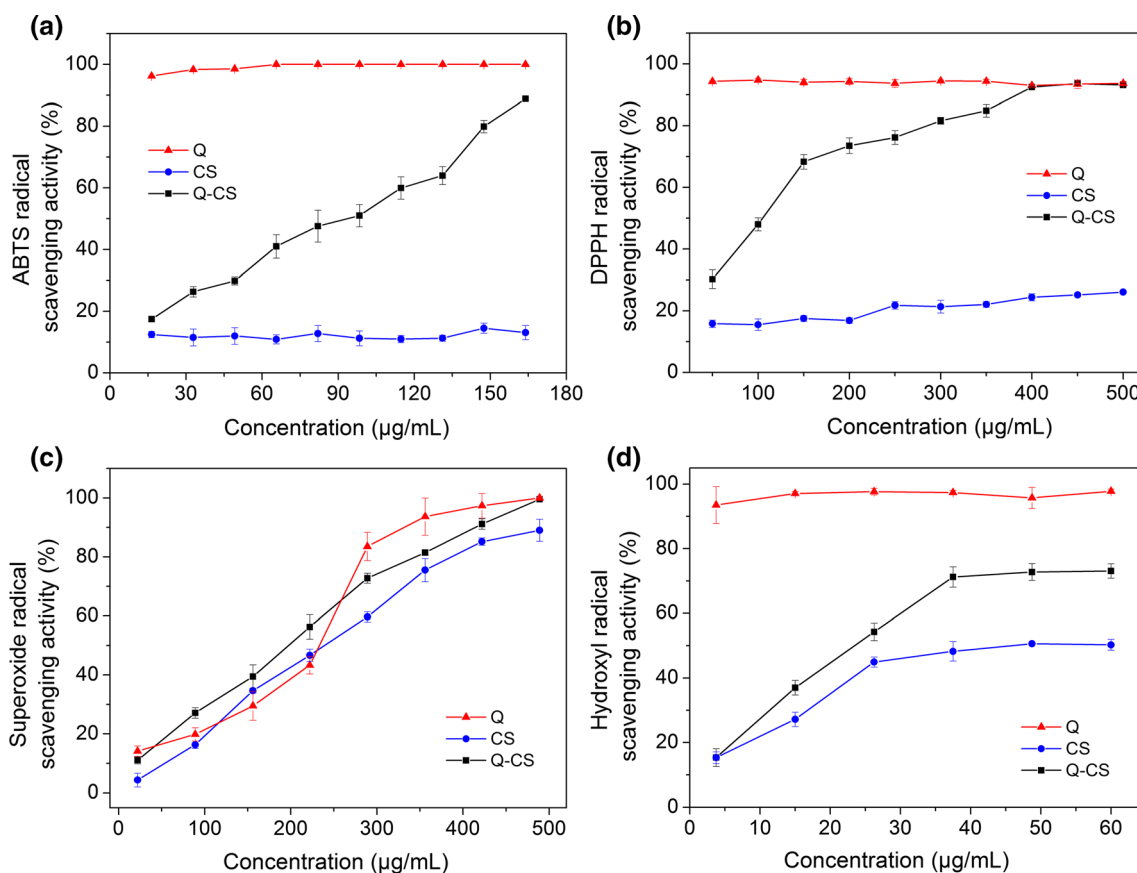 (a)
100
80
60
40
20
0
ABTS radical
scavenging activity (%)
Q
CS
Q-CS
0
30
60
90
120
150
180
Concentration (μg/mL)
(b)
100
80
60
40
20
0
DPPH radical
scavenging activity (%)
Q
CS
Q-CS
100
200
300
400
500
Concentration (μg/mL)
(c)
100
80
60
40
20
0
Superoxide radical
scavenging activity (%)
Q
CS
Q-CS
0
100
200
300
400
500
Concentration (μg/mL)
(d)
100
80
60
40
20
0
Hydroxyl radical
scavenging activity (%)
Q
CS
Q-CS
0
10
20
30
40
50
60
Concentration (μg/mL)